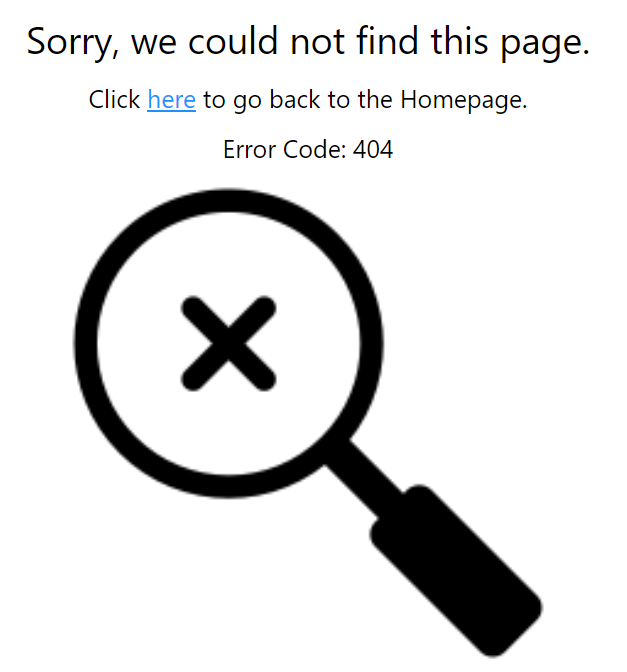 Sorry, we could not find this page.
Click here to go back to the Homepage.
Error Code: 404